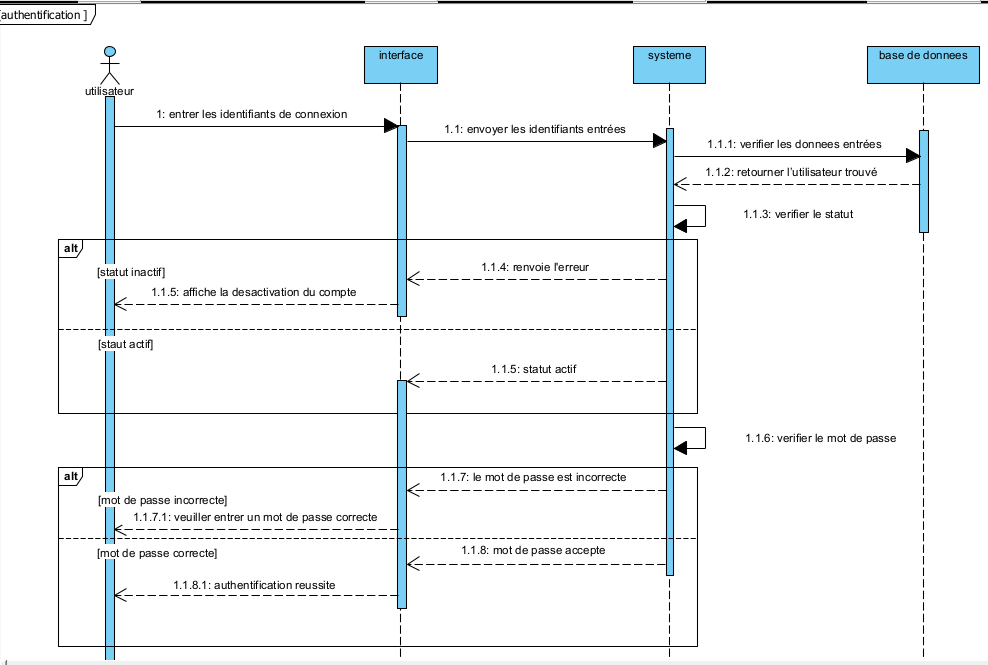 authentification ]
interface
systeme
base de donnees
utilisateur
1: entrer les identifiants de connexion
1.1: envoyer les identifiants entrées
1.1.1: verifier les donnees entrées
1.1.2: retourner l'utilisateur trouvé
1.1.3: verifier le statut
alt
[statut inactif]
1.1.4: renvoie l'erreur
1.1.5: affiche la desactivation du compte
[staut actif]
1.1.5: statut actif
1.1.6: verifier le mot de passe
alt
1.1.7: le mot de passe est incorrecte
[mot de passe incorrecte]
1.1.7.1: veuiller entrer un mot de passe correcte
[mot de passe correcte]
1.1.8: mot de passe accepte
1.1.8.1: authentification reussite